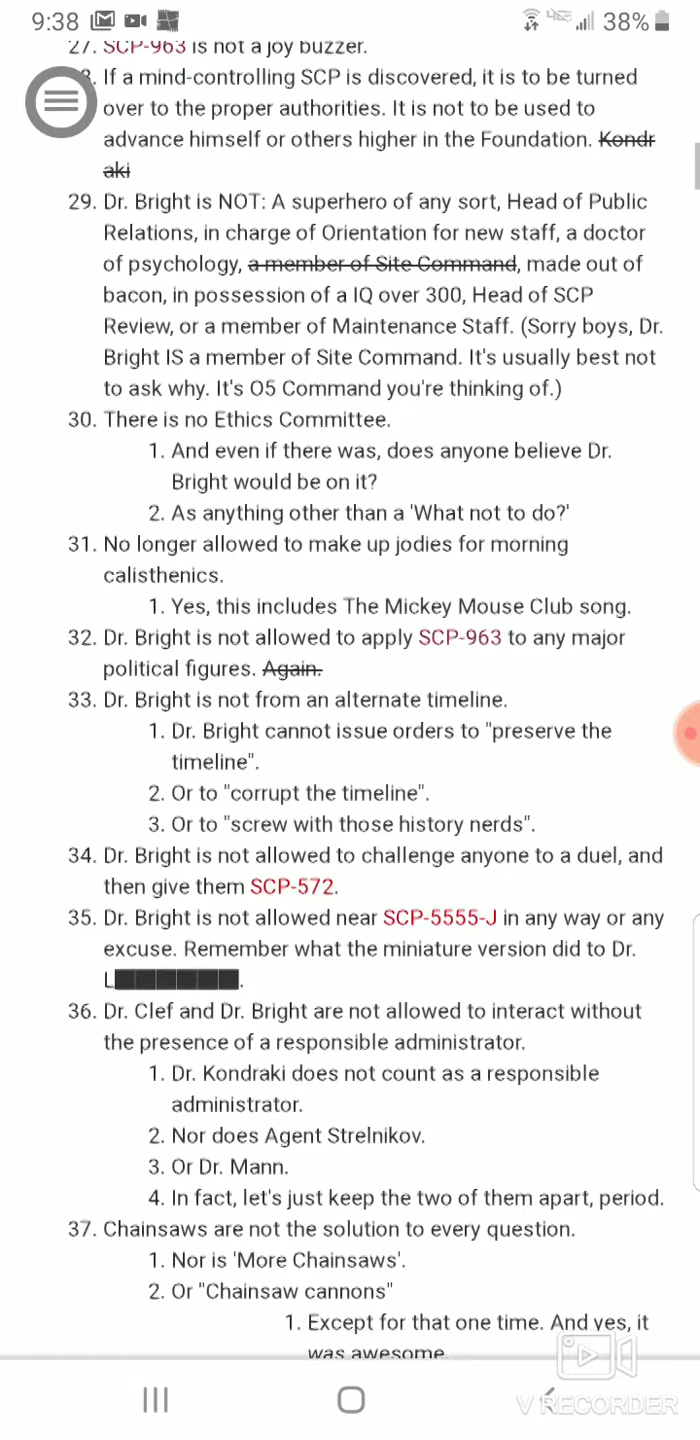 9:38
38%
27. SCP-963 is not a joy buzzer.
8. If a mind-controlling SCP is discovered, it is to be turned
over to the proper authorities. It is not to be used to
advance himself or others higher in the Foundation. Kondr
aki
29. Dr. Bright is NOT: A superhero of any sort, Head of Public
Relations, in charge of Orientation for new staff, a doctor
of psychology, a member of Site Command, made out of
bacon, in possession of a IQ over 300, Head of SCP
Review, or a member of Maintenance Staff. (Sorry boys, Dr.
Bright IS a member of Site Command. It's usually best not
to ask why. It's O5 Command you're thinking of.)
30. There is no Ethics Committee.
1. And even if there was, does anyone believe Dr.
Bright would be on it?
2. As anything other than a 'What not to do?'
31. No longer allowed to make up jodies for morning
calisthenics.
1. Yes, this includes The Mickey Mouse Club song.
32. Dr. Bright is not allowed to apply SCP-963 to any major
political figures. Again.
33. Dr. Bright is not from an alternate timeline.
1. Dr. Bright cannot issue orders to "preserve the
timeline".
2. Or to "corrupt the timeline".
3. Or to "screw with those history nerds".
34. Dr. Bright is not allowed to challenge anyone to a duel, and
then give them SCP-572.
35. Dr. Bright is not allowed near SCP-5555-J in any way or any
excuse. Remember what the miniature version did to Dr.
L██████.
36. Dr. Clef and Dr. Bright are not allowed to interact without
the presence of a responsible administrator.
1. Dr. Kondraki does not count as a responsible
administrator.
2. Nor does Agent Strelnikov.
3. Or Dr. Mann.
4. In fact, let's just keep the two of them apart, period.
37. Chainsaws are not the solution to every question.
1. Nor is 'More Chainsaws'.
2. Or "Chainsaw cannons"
1. Except for that one time. And yes, it
was awesome.
V RECORDER